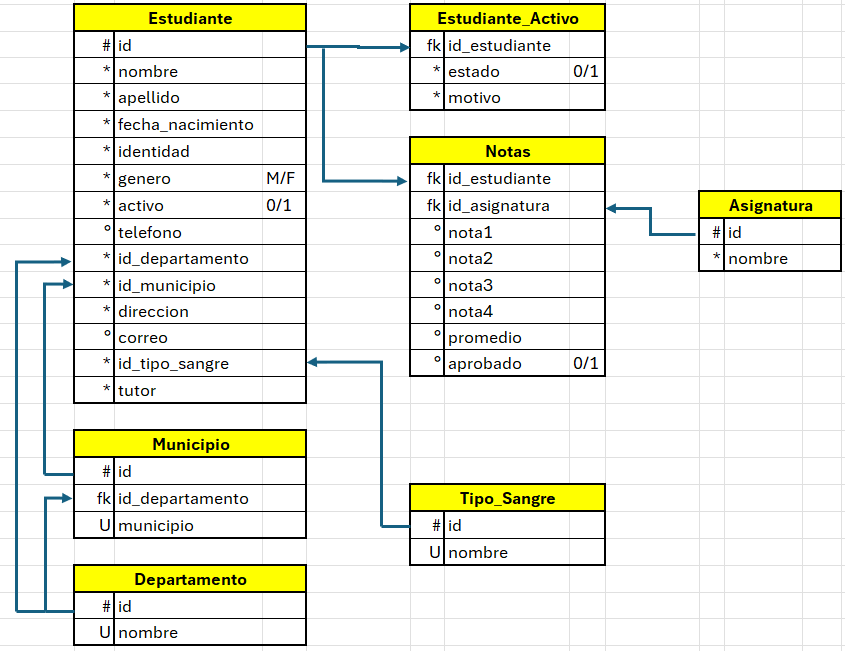 Estudiante
# id
* nombre
* apellido
* fecha_nacimiento
* identidad
* genero M/F
* activo 0/1
° telefono
* id_departamento
* id_municipio
* direccion
° correo
* id_tipo_sangre
* tutor
Municipio
# id
fk id_departamento
U municipio
Departamento
# id
U nombre
Estudiante_Activo
fk id_estudiante
* estado 0/1
* motivo
Notas
fk id_estudiante
fk id_asignatura
° nota1
° nota2
° nota3
° nota4
° promedio
° aprobado 0/1
Tipo_Sangre
# id
U nombre
Asignatura
# id
* nombre